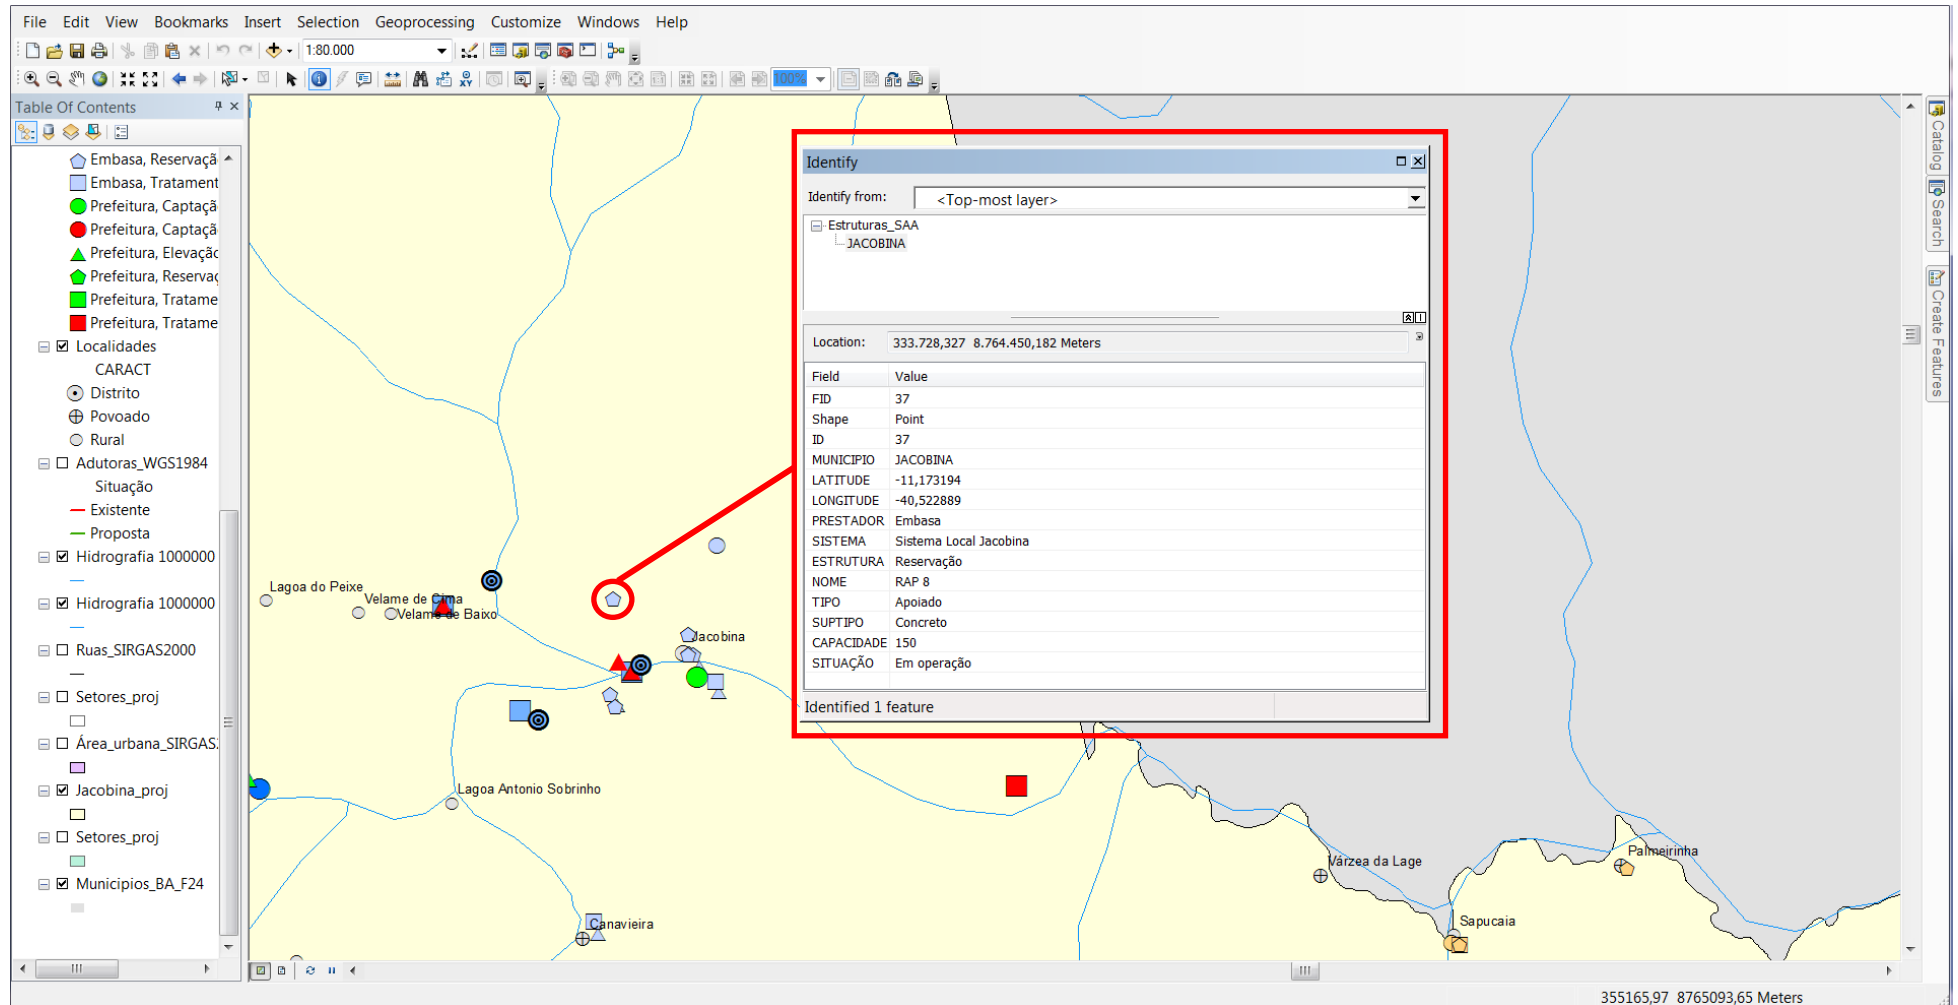 File Edit View Bookmarks Insert Selection Geoprocessing Customize Windows Help
1:80.000
100%
Table Of Contents
Embasa, Reservaçã
Embasa, Tratament
Prefeitura, Captaçã
Prefeitura, Captaçã
Prefeitura, Elevação
Prefeitura, Reservaç
Prefeitura, Tratame
Prefeitura, Tratame
Localidades
CARACT
Distrito
Povoado
Rural
Adutoras_WGS1984
Situação
Existente
Proposta
Hidrografia 1000000
Hidrografia 1000000
Ruas_SIRGAS2000
Setores_proj
Área_urbana_SIRGAS:
Jacobina_proj
Setores_proj
Municipios_BA_F24
Lagoa do Peixe
Velame de Cima
Velame de Baixo
Jacobina
Lagoa Antonio Sobrinho
Canavieira
Várzea da Lage
Palmeirinha
Sapucaia
Identify
Identify from: <Top-most layer>
Estruturas_SAA
JACOBINA
Location: 333.728,327 8.764.450,182 Meters
Field Value
FID 37
Shape Point
ID 37
MUNICIPIO JACOBINA
LATITUDE -11,173194
LONGITUDE -40,522889
PRESTADOR Embasa
SISTEMA Sistema Local Jacobina
ESTRUTURA Reservação
NOME RAP 8
TIPO Apoiado
SUPTIPO Concreto
CAPACIDADE 150
SITUAÇÃO Em operação
Identified 1 feature
Catalog
Search
Create Features
355165,97 8765093,65 Meters